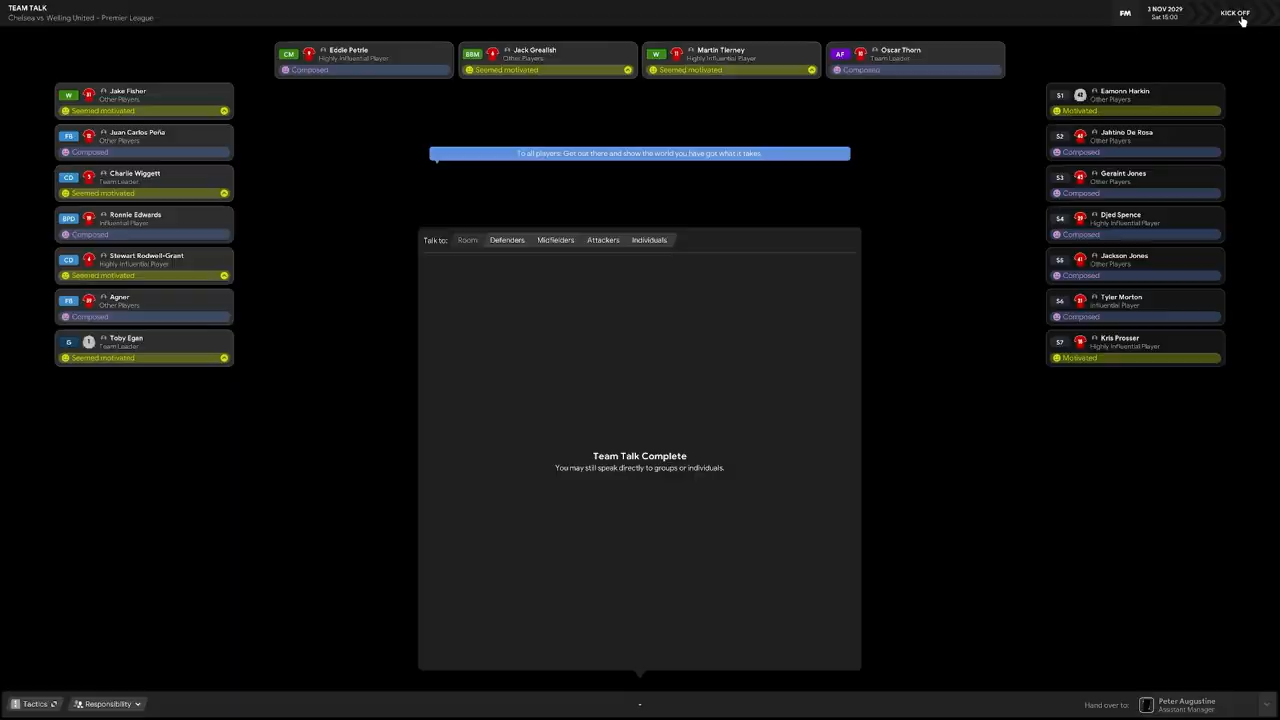 TEAM TALK
Chelsea vs Welling United - Premier League
FM
3 NOV 2029
Sat 15:00
KICK OFF
CM
Eddie Petrie
Highly Influential Player
Composed
BBM
Jack Grealish
Other Players
Seemed motivated
W
11
Martin Tierney
Highly Influential Player
Seemed motivated
AF
10
Oscar Thorn
Team Leader
Composed
W
Jake Fisher
Other Players
Seemed motivated
FB
Juan Carlos Peña
Other Players
Composed
CD
5
Charlie Wiggett
Team Leader
Seemed motivated
BPD
Ronnie Edwards
Influential Player
Composed
CD
Stewart Rodwell-Grant
Highly Influential Player
Seemed motivated
FB
Agner
Other Players
Composed
G
1
Toby Egan
Team Leader
Seemed motivated
To all players: Get out there and show the world you have got what it takes
Talk to:
Room
Defenders
Midfielders
Attackers
Individuals
Team Talk Complete
You may still speak directly to groups or individuals.
S1
Eamonn Harkin
Other Players
Motivated
S2
Jahtino De Rosa
Other Players
Composed
S3
Geraint Jones
Other Players
Composed
S4
Djed Spence
Highly Influential Player
Composed
S5
Jackson Jones
Other Players
Composed
S6
Tyler Morton
Influential Player
Composed
S7
Kris Prosser
Highly Influential Player
Motivated
Tactics
Responsibility
Hand over to:
Peter Augustine
Assistant Manager